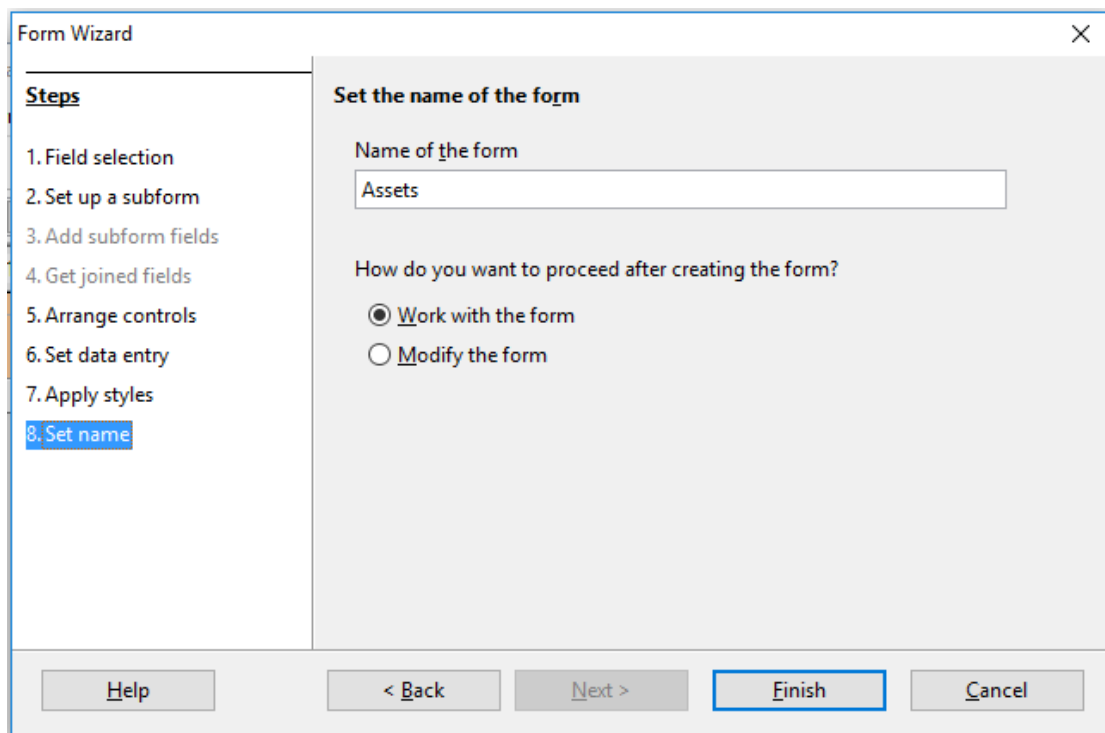 Form Wizard
Steps
1. Field selection
2. Set up a subform
3. Add subform fields
4. Get joined fields
5. Arrange controls
6. Set data entry
7. Apply styles
8. Set name
Set the name of the form
Name of the form
Assets
How do you want to proceed after creating the form?
Work with the form
Modify the form
Help
< Back
Next >
Finish
Cancel